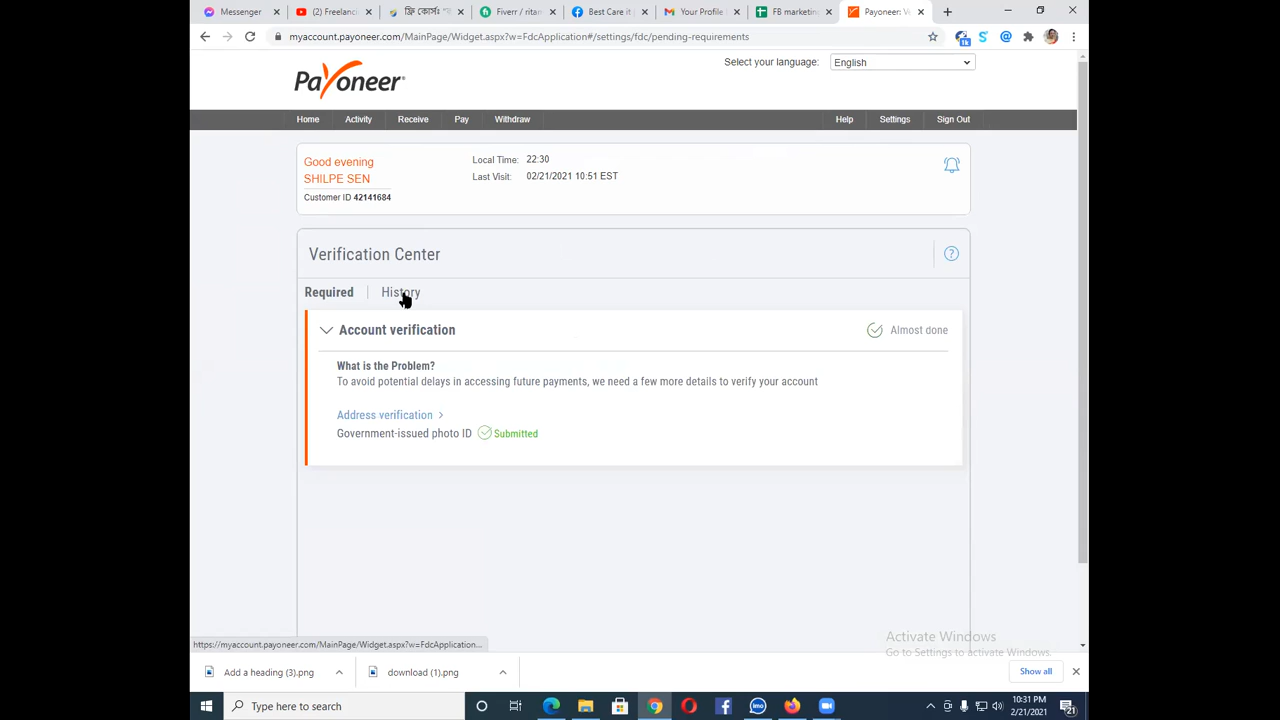 Messenger
(2) Freelanci
ফ্রি কোর্সঃ
Fiverr / ritam
Best Care it
Your Profile
FB marketin
Payoneer: Ve
myaccount.payoneer.com/MainPage/Widget.aspx?w=FdcApplication#/settings/fdc/pending-requirements
1k
Payoneer
Select your language:
English
Home
Activity
Receive
Pay
Withdraw
Help
Settings
Sign Out
Good evening
SHILPE SEN
Customer ID 42141684
Local Time: 22:30
Last Visit: 02/21/2021 10:51 EST
Verification Center
?
Required
History
Account verification
Almost done
What is the Problem?
To avoid potential delays in accessing future payments, we need a few more details to verify your account
Address verification >
Government-issued photo ID Submitted
https://myaccount.payoneer.com/MainPage/Widget.aspx?w=FdcApplication...
Activate Windows
Go to Settings to activate Windows.
Add a heading (3).png
download (1).png
Show all
Type here to search
imo
10:31 PM
2/21/2021
21